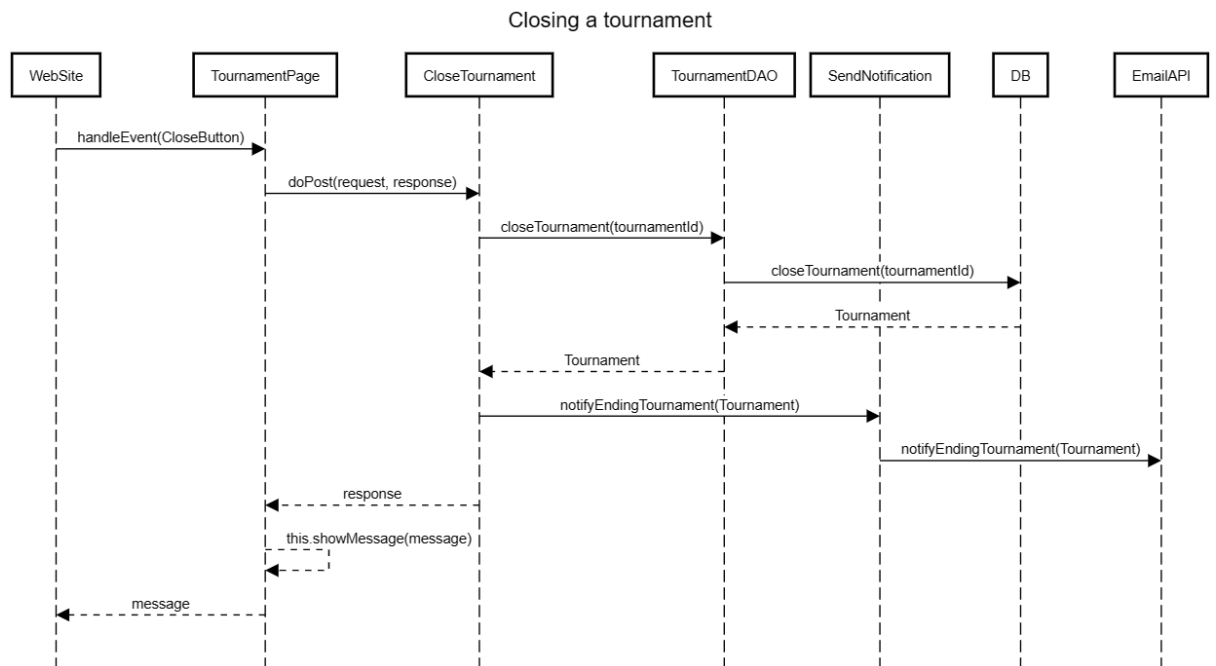 Closing a tournament
WebSite
TournamentPage
CloseTournament
TournamentDAO
SendNotification
DB
EmailAPI
handleEvent(CloseButton)
doPost(request, response)
closeTournament(tournamentId)
closeTournament(tournamentId)
Tournament
Tournament
notifyEndingTournament(Tournament)
notifyEndingTournament(Tournament)
response
this.showMessage(message)
message